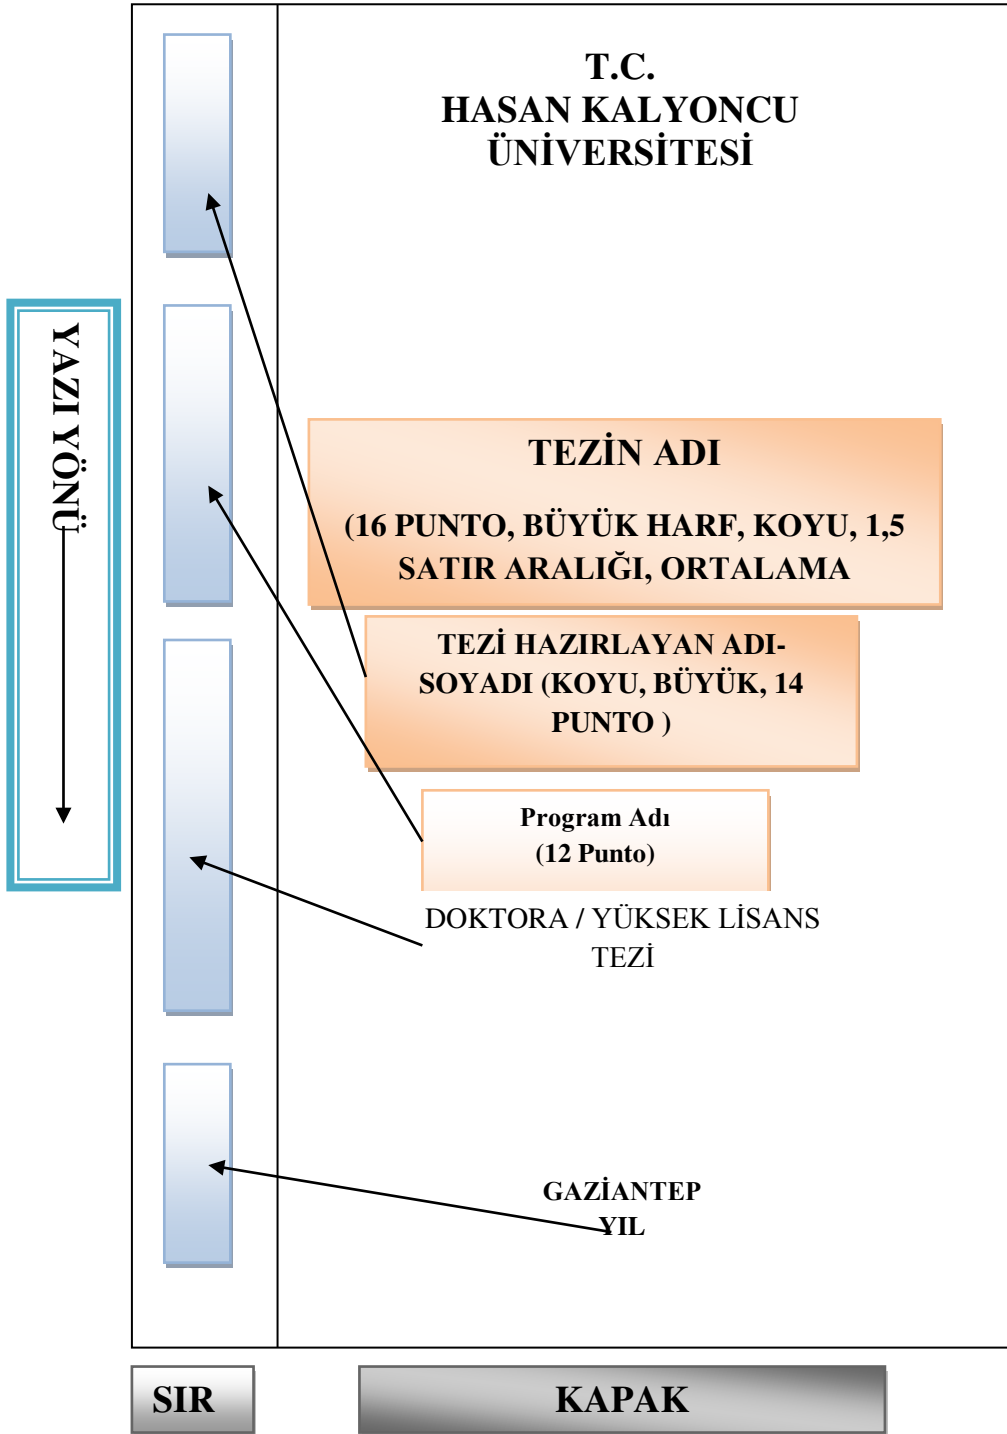 T.C.
HASAN KALYONCU
ÜNİVERSİTESİ
YAZI YÖNÜ
TEZİN ADI
(16 PUNTO, BÜYÜK HARF, KOYU, 1,5
SATIR ARALIĞI, ORTALAMA
TEZİ HAZIRLAYAN ADI-
SOYADI (KOYU, BÜYÜK, 14
PUNTO )
Program Adı
(12 Punto)
DOKTORA / YÜKSEK LİSANS
TEZİ
GAZİANTEP
YIL
SIR
KAPAK